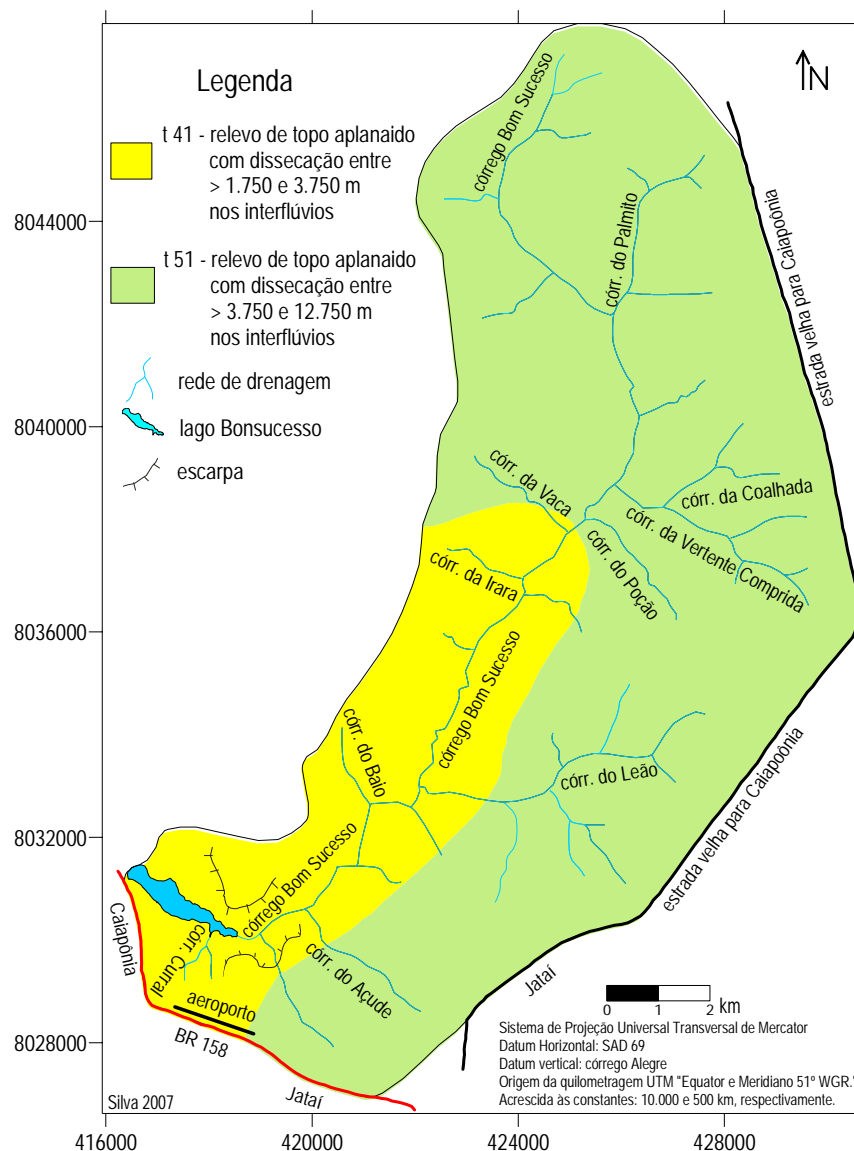 Legenda
t 41 - relevo de topo aplanaido
com dissecação entre
> 1.750 e 3.750 m
nos interflúvios
t 51 - relevo de topo aplanaido
com dissecação entre
> 3.750 e 12.750 m
nos interflúvios
rede de drenagem
lago Bonsucesso
escarpa
N
córrego Bom Sucesso
córr. do Palmito
estrada velha para Caiapoônia
8044000
8040000
8036000
8032000
8028000
córr. da Vaca
córr. da Coalhada
córr. da Vertente Comprida
córr. do Poção
córr. da Irara
córrego Bom Sucesso
córr. do Baio
córr. do Leão
estrada velha para Caiapoônia
córrego Bom Sucesso
Caiapônia
córr. Curral
córr. do Açude
aeroporto
BR 158
Jataí
Jataí
0 1 2 km
Sistema de Projeção Universal Transversal de Mercator
Datum Horizontal: SAD 69
Datum vertical: córrego Alegre
Origem da quilometragem UTM "Equator e Meridiano 51º WGR."
Acrescida às constantes: 10.000 e 500 km, respectivamente.
Silva 2007
416000 420000 424000 428000